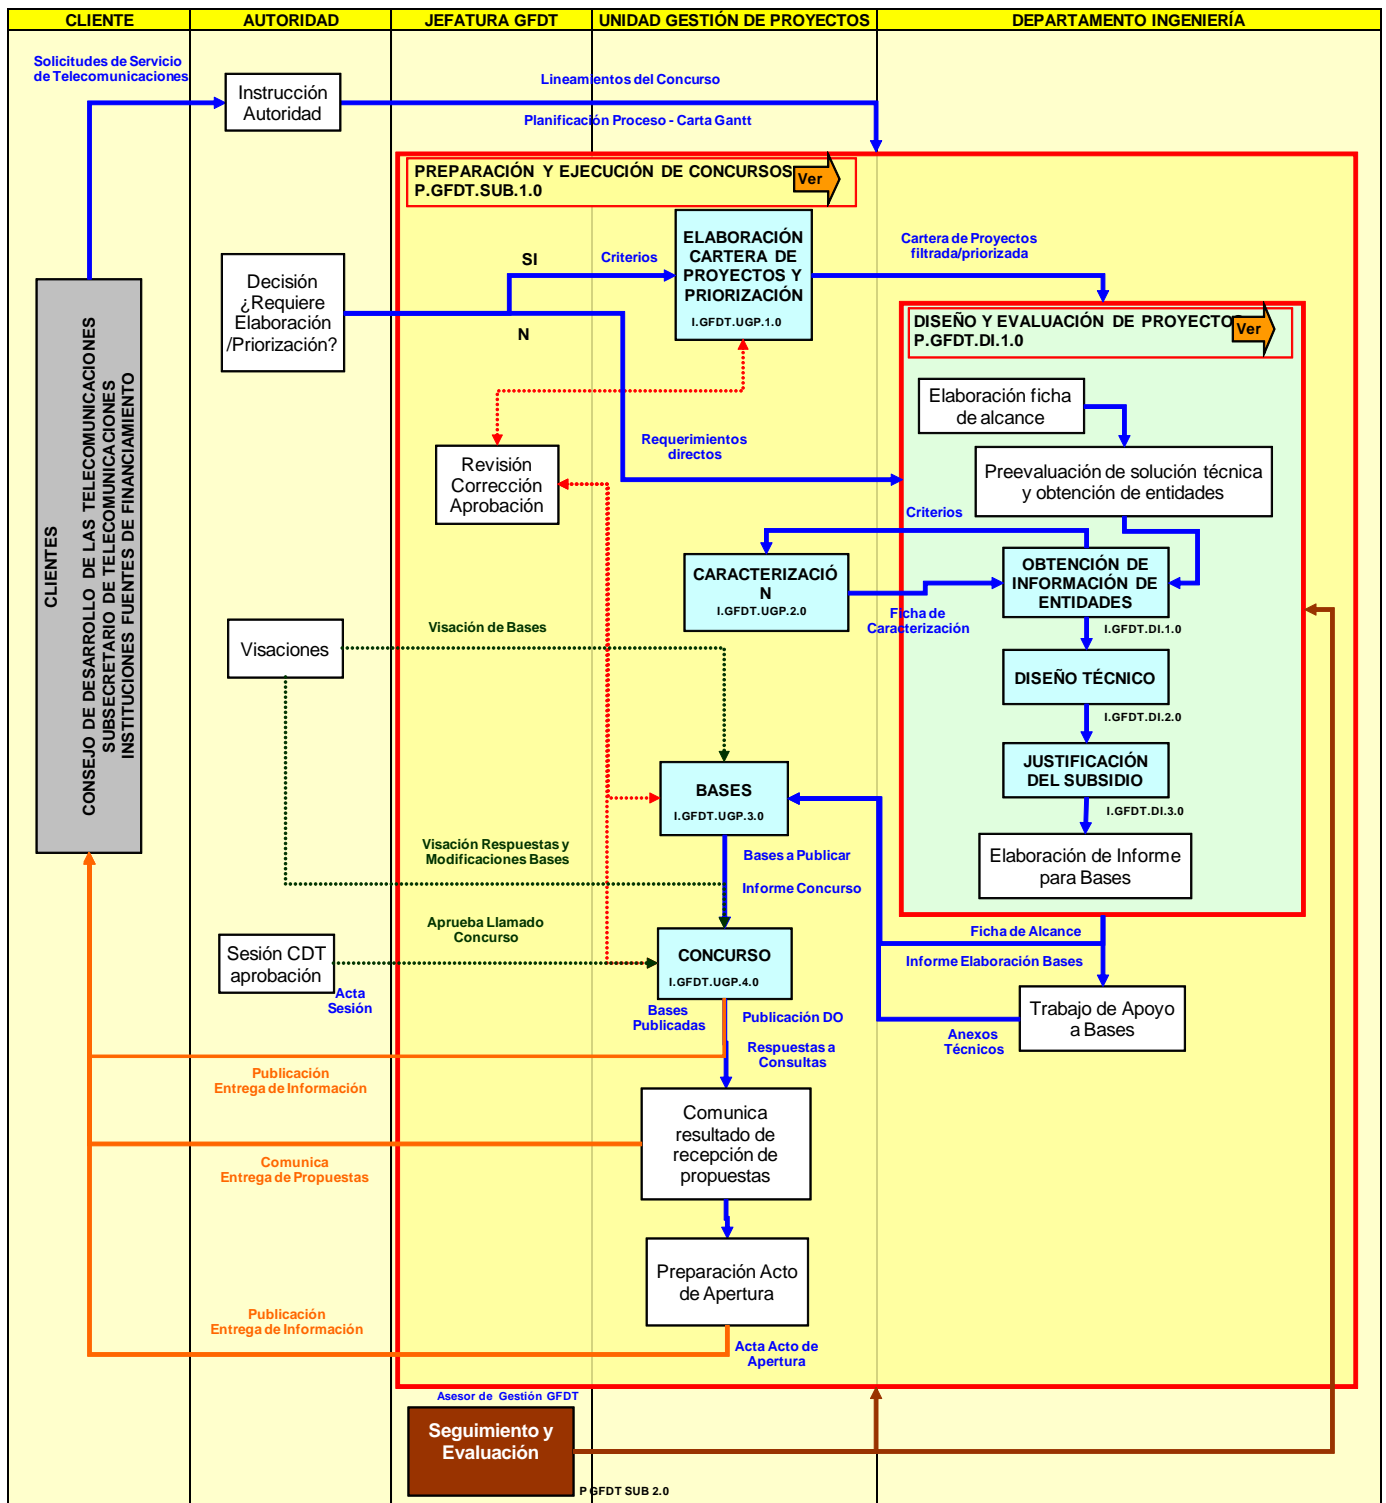 CLIENTE
AUTORIDAD
JEFATURA GFDT
UNIDAD GESTIÓN DE PROYECTOS
DEPARTAMENTO INGENIERÍA
Solicitudes de Servicio
de Telecomunicaciones
Instrucción
Autoridad
Lineamientos del Concurso
Planificación Proceso - Carta Gantt
PREPARACIÓN Y EJECUCIÓN DE CONCURSOS
P.GFDT.SUB.1.0
Ver
ELABORACIÓN
CARTERA DE
PROYECTOS Y
PRIORIZACIÓN
I.GFDT.UGP.1.0
SI
Criterios
N
Cartera de Proyectos
filtrada/priorizada
Decisión
¿Requiere
Elaboración
/Priorización?
DISEÑO Y EVALUACIÓN DE PROYECTO
P.GFDT.DI.1.0
Ver
Elaboración ficha
de alcance
Requerimientos
directos
Revisión
Corrección
Aprobación
Preevaluación de solución técnica
y obtención de entidades
Criterios
CLIENTES
CONSEJO DE DESARROLLO DE LAS TELECOMUNICACIONES
SUBSECRETARIO DE TELECOMUNICACIONES
INSTITUCIONES FUENTES DE FINANCIAMIENTO
CARACTERIZACIÓ
N
I.GFDT.UGP.2.0
OBTENCIÓN DE
INFORMACIÓN DE
ENTIDADES
I.GFDT.DI.1.0
Ficha de
Caracterización
Visaciones
Visación de Bases
DISEÑO TÉCNICO
I.GFDT.DI.2.0
JUSTIFICACIÓN
DEL SUBSIDIO
I.GFDT.DI.3.0
BASES
I.GFDT.UGP.3.0
Visación Respuestas y
Modificaciones Bases
Bases a Publicar
Informe Concurso
Elaboración de Informe
para Bases
Aprueba Llamado
Concurso
Sesión CDT
aprobación
Acta
Sesión
CONCURSO
I.GFDT.UGP.4.0
Ficha de Alcance
Informe Elaboración Bases
Bases
Publicadas
Publicación DO
Respuestas a
Consultas
Trabajo de Apoyo
a Bases
Anexos
Técnicos
Publicación
Entrega de Información
Comunica
resultado de
recepción de
propuestas
Comunica
Entrega de Propuestas
Preparación Acto
de Apertura
Publicación
Entrega de Información
Acta Acto de
Apertura
Asesor de Gestión GFDT
Seguimiento y
Evaluación
P GFDT SUB 2.0